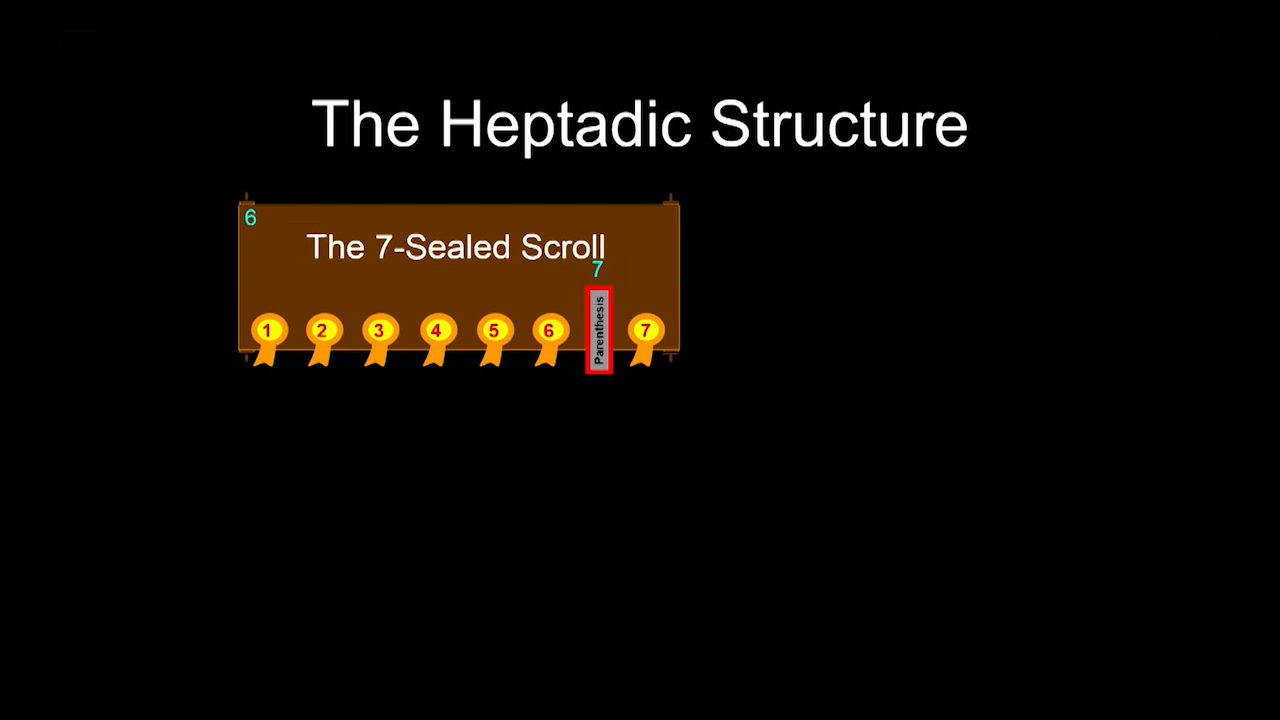 The Heptadic Structure
6
The 7-Sealed Scroll
7
1 2 3 4 5 6 Parenthesis 7